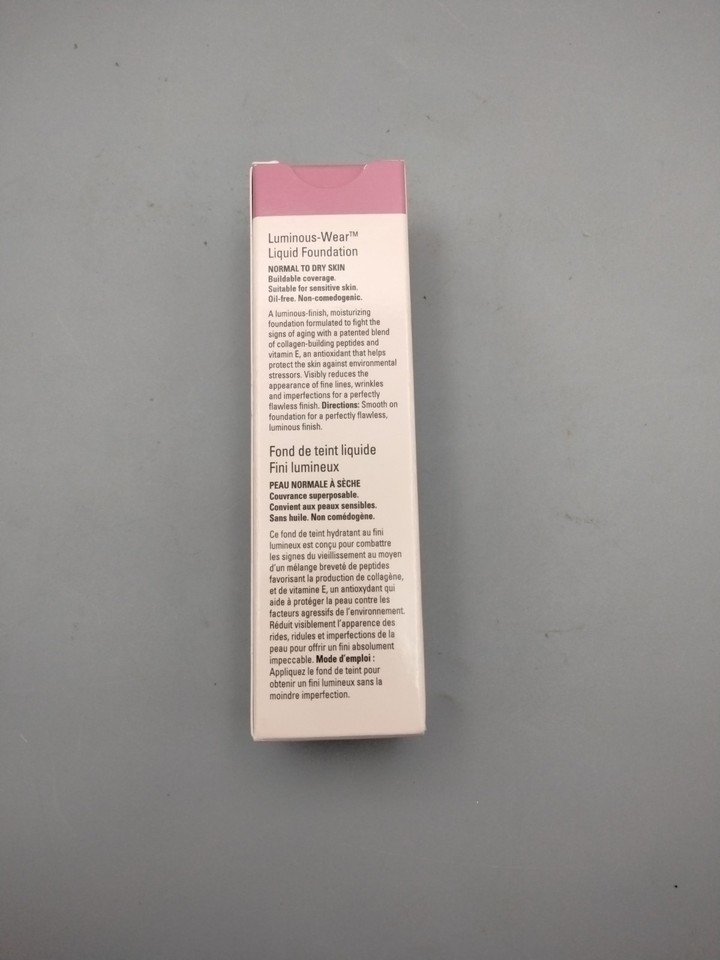 Luminous-Wear™
Liquid Foundation
NORMAL TO DRY SKIN
Buildable coverage.
Suitable for sensitive skin.
Oil-free. Non-comedogenic.
A luminous-finish, moisturizing
foundation formulated to fight the
signs of aging with a patented blend
of collagen-building peptides and
vitamin E, an antioxidant that helps
protect the skin against environmental
stressors. Visibly reduces the
appearance of fine lines, wrinkles
and imperfections for a perfectly
flawless finish. Directions: Smooth on
foundation for a perfectly flawless,
luminous finish.
Fond de teint liquide
Fini lumineux
PEAU NORMALE À SÈCHE
Couvrance superposable.
Convient aux peaux sensibles.
Sans huile. Non comédogène.
Ce fond de teint hydratant au fini
lumineux est conçu pour combattre
les signes du vieillissement au moyen
d'un mélange breveté de peptides
favorisant la production de collagène,
et de vitamine E, un antioxydant qui
aide à protéger la peau contre les
facteurs agressifs de l'environnement.
Réduit visiblement l'apparence des
rides, ridules et imperfections de la
peau pour offrir un fini absolument
impeccable. Mode d'emploi :
Appliquez le fond de teint pour
obtenir un fini lumineux sans la
moindre imperfection.